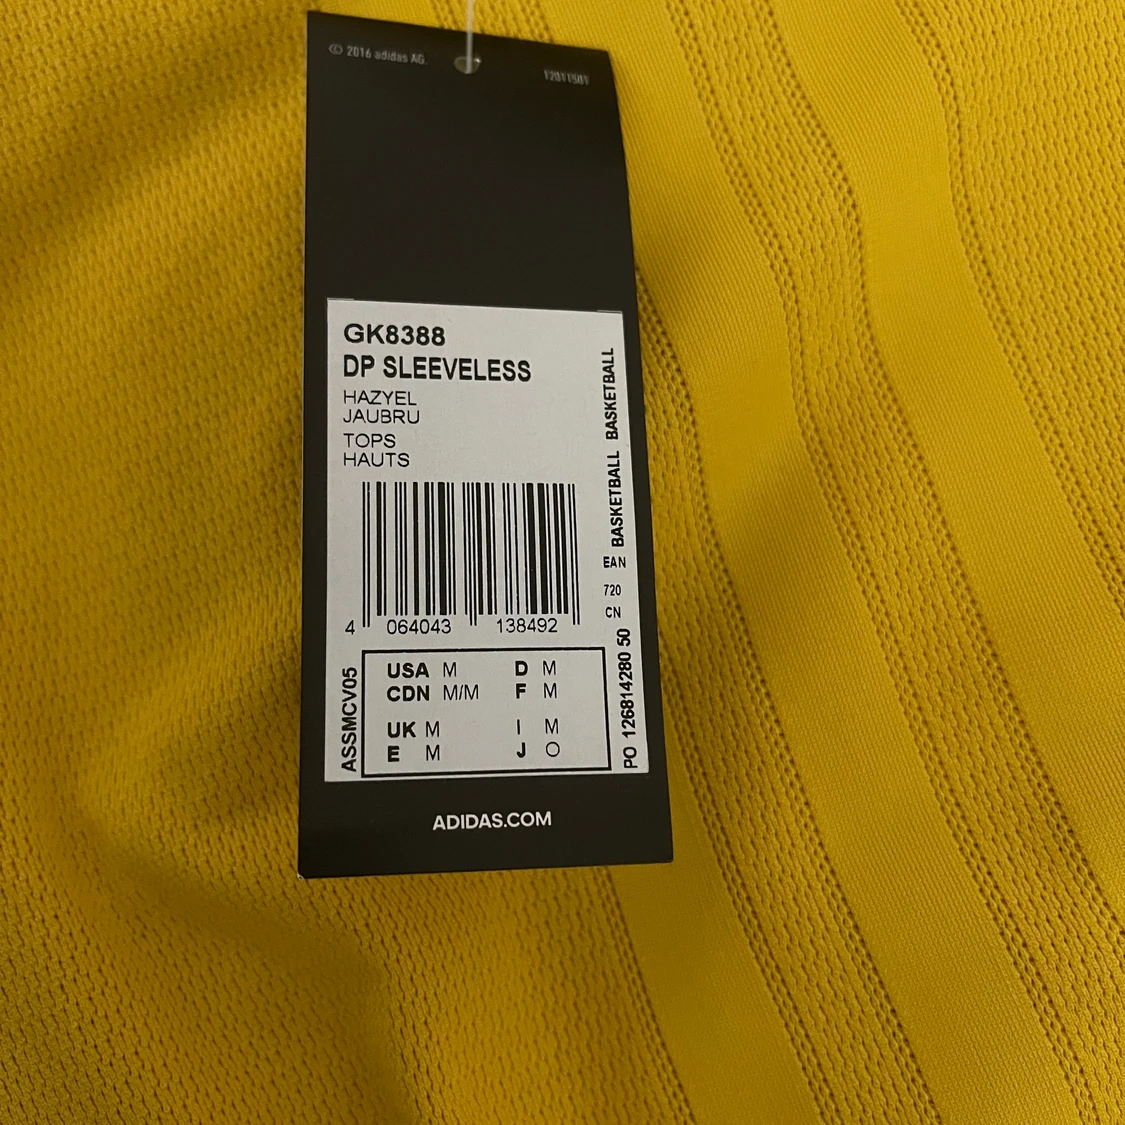 © 2016 adidas AG.
GK8388
DP SLEEVELESS
HAZYEL
JAUBRU
TOPS
HAUTS
BASKETBALL BASKETBALL
EAN
720
CN
4 064043 138492
ASSMCV05
USA M D M
CDN M/M F M
UK M I M
E M J O
PO 126814280 50
ADIDAS.COM